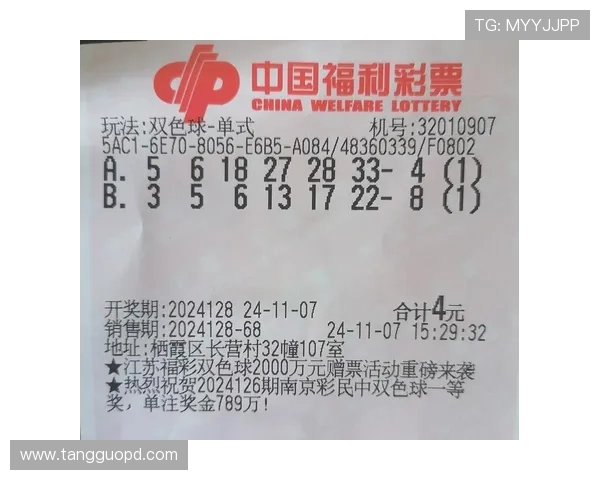 TG: MYYJJPP
中国福利彩票
CHINA WELFARE LOTTERY
玩法:双色球-单式 机号:32010907
5AC1-6E70-8056-E6B5-A084/48360339/F0802
A. 5 6 18 27 28 33- 4 (1)
B. 3 5 6 13 17 22- 8 (1)
开奖期:2024128 24-11-07 合计4元
销售期:2024128-68 24-11-07 15:29:32
地址:栖霞区长营村32幢107室
★江苏福彩双色球2000万元赠票活动重磅来袭
★热烈祝贺2024126期南京彩民中双色球一等
奖,单注奖金789万!
www.tangguopd.com